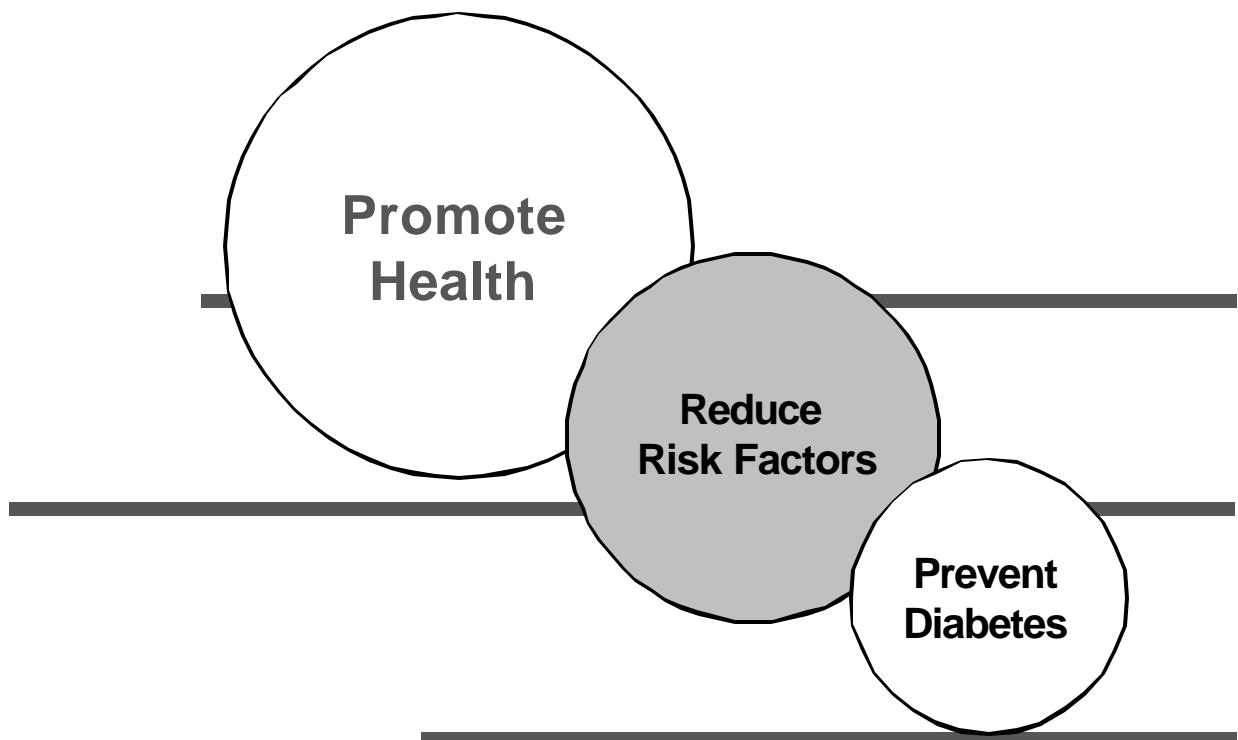 Promote
Health
Reduce
Risk Factors
Prevent
Diabetes